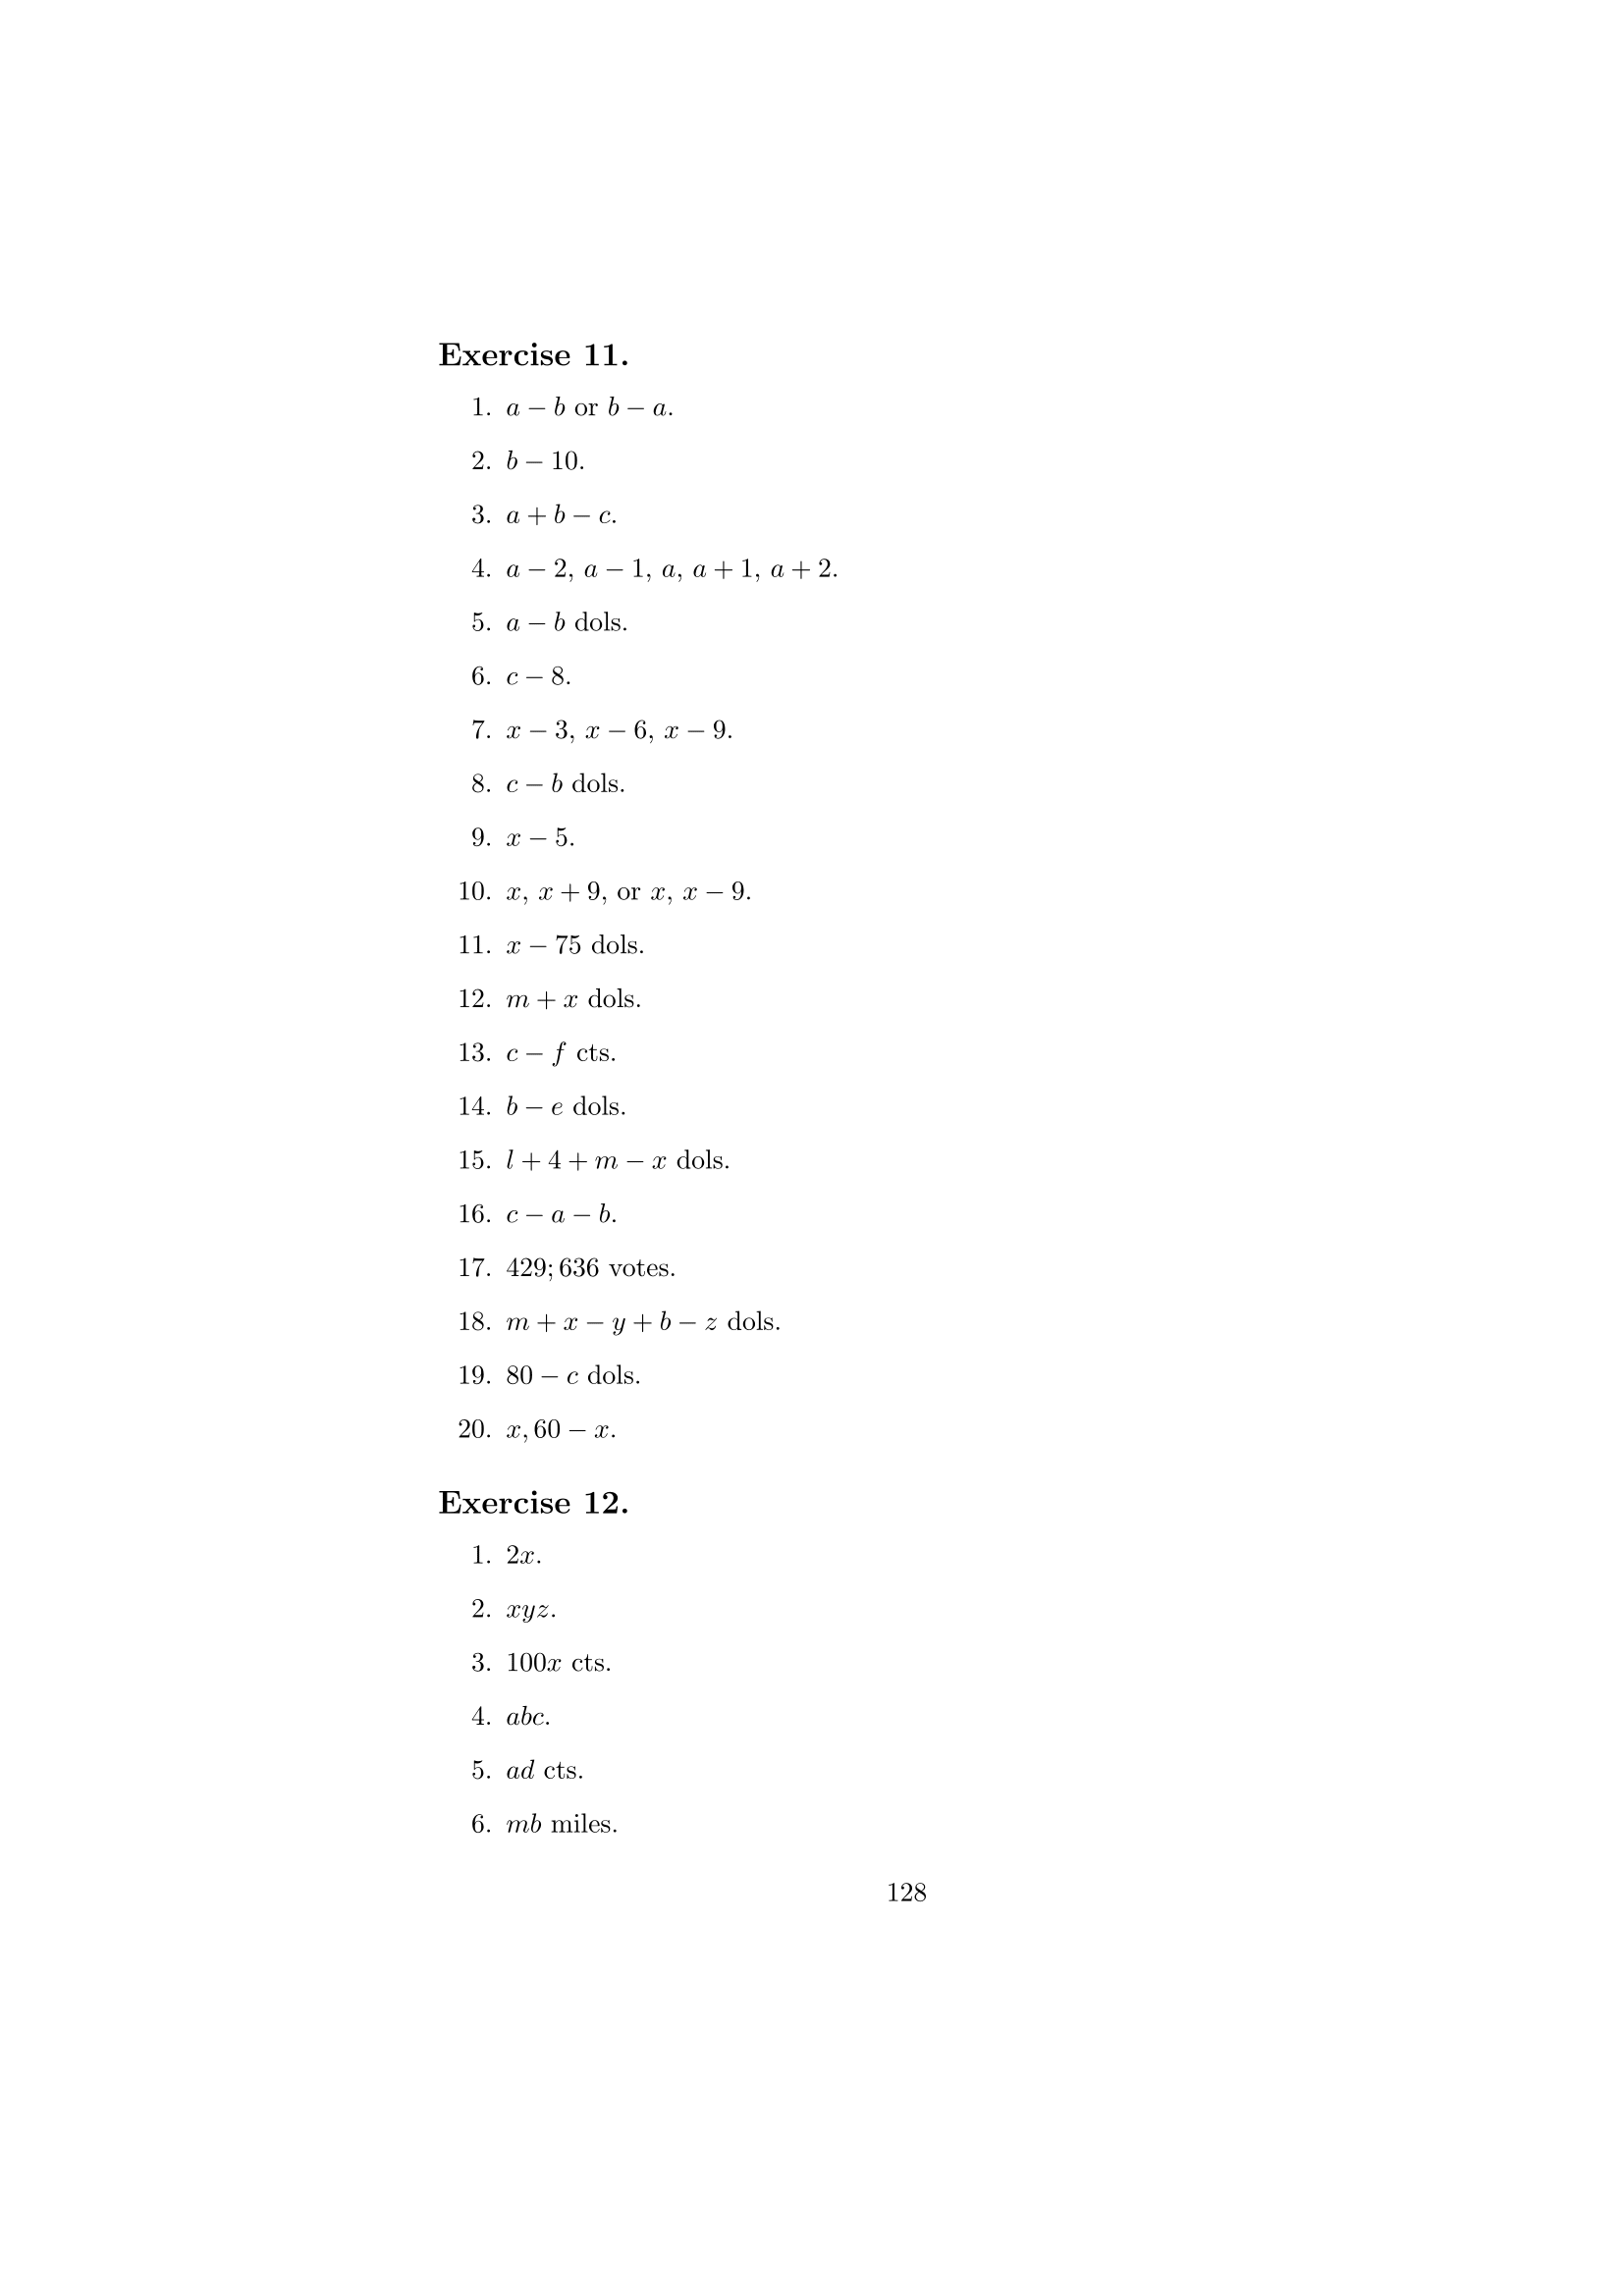 Exercise 11.
1. a − b or b − a.
2. b − 10.
3. a + b − c.
4. a − 2, a − 1, a, a + 1, a + 2.
5. a − b dols.
6. c − 8.
7. x − 3, x − 6, x − 9.
8. c − b dols.
9. x − 5.
10. x, x + 9, or x, x − 9.
11. x − 75 dols.
12. m + x dols.
13. c − f cts.
14. b − e dols.
15. l + 4 + m − x dols.
16. c − a − b.
17. 429; 636 votes.
18. m + x − y + b − z dols.
19. 80 − c dols.
20. x, 60 − x.
Exercise 12.
1. 2x.
2. xyz.
3. 100x cts.
4. abc.
5. ad cts.
6. mb miles.
128